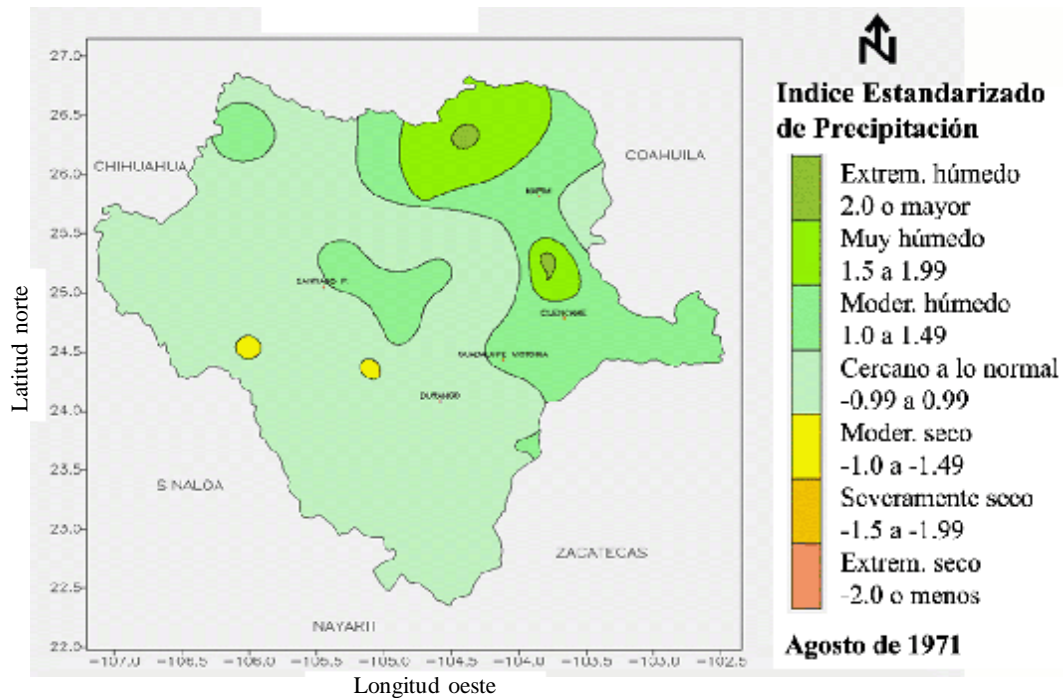 N
27.0
26.5
26.0
25.5
25.0
24.5
24.0
23.5
23.0
22.5
22.0
Latitud norte
CHIHUAHUA
COAHUILA
SANTIAGO P.
GUADALUPE VICTORIA
DURANGO
SINALOA
ZACATECAS
NAYARIT
-107.0 -106.5 -106.0 -105.5 -105.0 -104.5 -104.0 -103.5 -103.0 -102.5
Longitud oeste
Indice Estandarizado
de Precipitación
Extrem. húmedo
2.0 o mayor
Muy húmedo
1.5 a 1.99
Moder. húmedo
1.0 a 1.49
Cercano a lo normal
-0.99 a 0.99
Moder. seco
-1.0 a -1.49
Severamente seco
-1.5 a -1.99
Extrem. seco
-2.0 o menos
Agosto de 1971